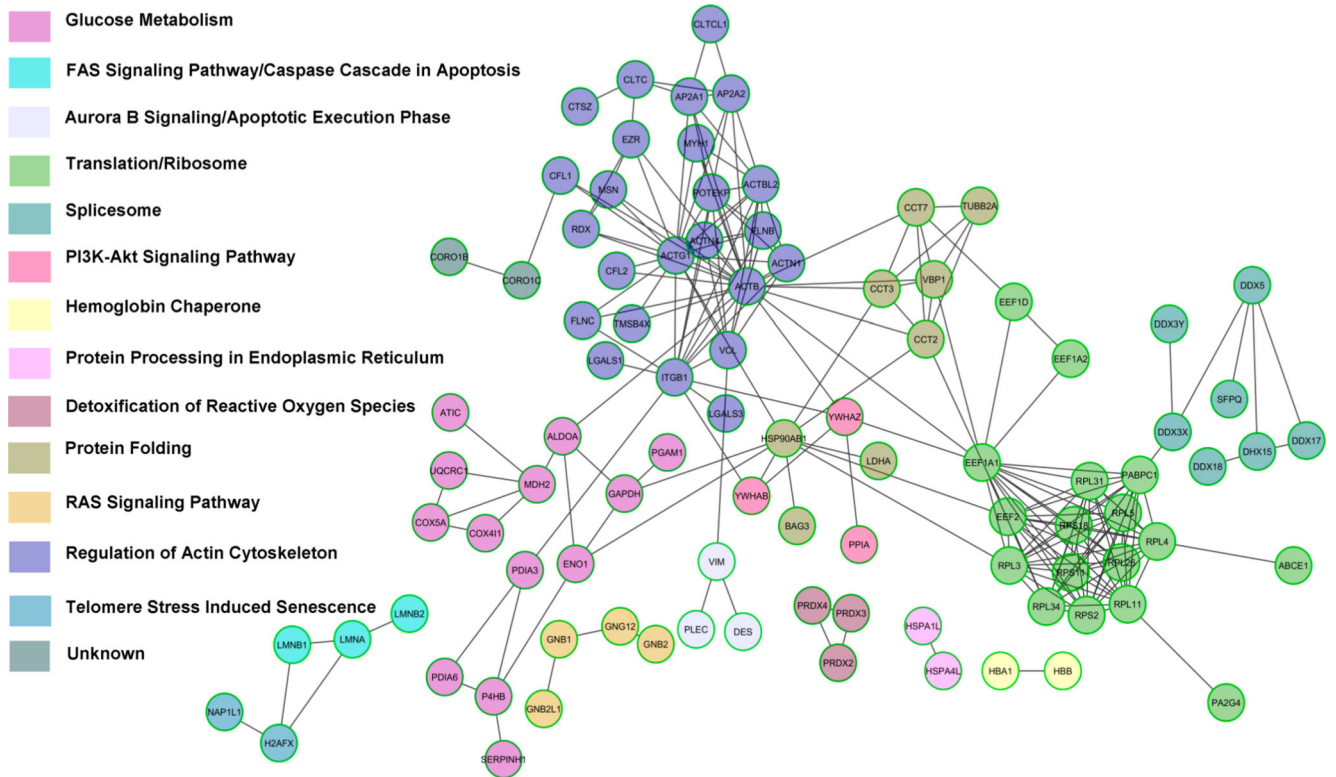 Glucose Metabolism
FAS Signaling Pathway/Caspase Cascade in Apoptosis
Aurora B Signaling/Apoptotic Execution Phase
Translation/Ribosome
Splicesome
PI3K-Akt Signaling Pathway
Hemoglobin Chaperone
Protein Processing in Endoplasmic Reticulum
Detoxification of Reactive Oxygen Species
Protein Folding
RAS Signaling Pathway
Regulation of Actin Cytoskeleton
Telomere Stress Induced Senescence
Unknown
CLTCL1
CLTC
AP2A1
AP2A2
CTSZ
EZR
MYH1
CFL1
MSN
POTEKP
ACTBL2
RDX
ACTN4
FLNB
CORO1B
CORO1C
ACTG1
ACTN1
CFL2
ACTB
FLNC
TMSB4X
LGALS1
VCL
ITGB1
LGALS3
CCT7
TUBB2A
CCT3
VBP1
CCT2
EEF1D
EEF1A2
DDX5
DDX3Y
SFPQ
DDX3X
DDX17
DHX15
DDX18
ATIC
ALDOA
PGAM1
UQCRC1
MDH2
GAPDH
COX5A
COX4I1
PDIA3
ENO1
HSP90AB1
YWHAZ
LDHA
YWHAB
BAG3
PPIA
EEF1A1
RPL31
PABPC1
EEF2
RPS18
RPL5
RPL4
RPL3
RPS11
RPL26
ABCE1
RPL34
RPS2
RPL11
PA2G4
VIM
PLEC
DES
PRDX4
PRDX3
PRDX2
HSPA1L
HSPA4L
HBA1
HBB
GNB1
GNG12
GNB2
GNB2L1
PDIA6
P4HB
SERPINH1
LMNB2
LMNB1
LMNA
NAP1L1
H2AFX